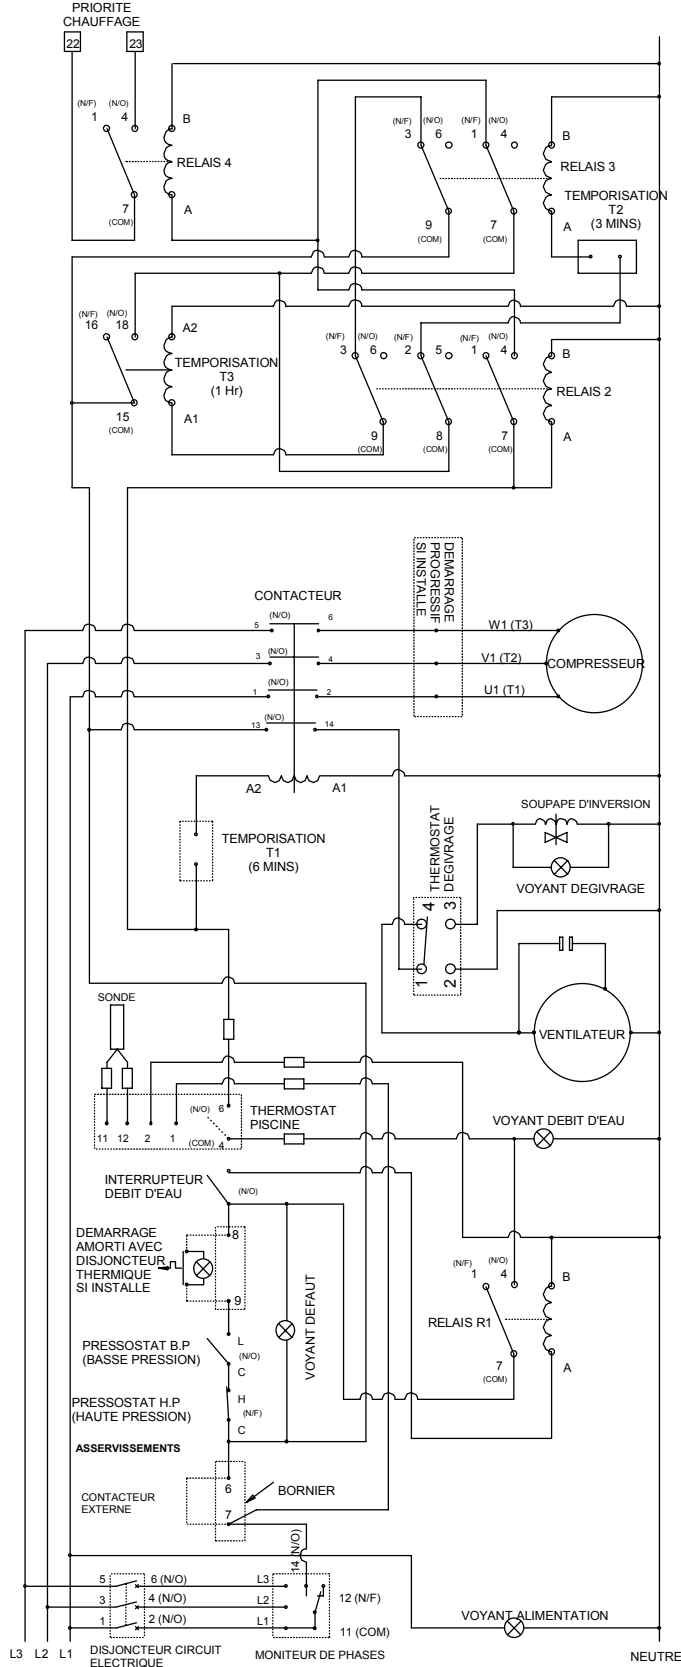 PRIORITE
CHAUFFAGE
22 23
(N/F) (N/O)
1 4 B
RELAIS 4
7 A
(COM)
(N/F) (N/O) (N/F) (N/O)
3 6 1 4 B
RELAIS 3
TEMPORISATION
T2
(3 MINS)
9 7 A
(COM) (COM)
(N/F) (N/O)
16 18 A2
TEMPORISATION
T3
(1 Hr)
15 A1
(COM)
(N/F) (N/O) (N/F) (N/F) (N/O)
3 6 2 5 1 4 B
RELAIS 2
9 8 7 A
(COM) (COM) (COM)
DEMARRAGE
PROGRESSIF
SI INSTALLE
CONTACTEUR
5 (N/O) 6 W1 (T3)
3 (N/O) 4 V1 (T2)
COMPRESSEUR
1 (N/O) 2 U1 (T1)
13 (N/O) 14
A2 A1
TEMPORISATION
T1
(6 MINS)
SOUPAPE D'INVERSION
THERMOSTAT
DEGIVRAGE
VOYANT DEGIVRAGE
4 3
1 2
VENTILATEUR
SONDE
11 12 2 1 (N/O) 6
(COM) 4
THERMOSTAT
PISCINE
VOYANT DEBIT D'EAU
INTERRUPTEUR
DEBIT D'EAU
(N/O)
8
DEMARRAGE
AMORTI AVEC
DISJONCTEUR
THERMIQUE
SI INSTALLE
9
VOYANT DEFAUT
(N/F) (N/O)
1 4 B
RELAIS R1
7 A
(COM)
PRESSOSTAT B.P
(BASSE PRESSION)
L
(N/O)
C
PRESSOSTAT H.P
(HAUTE PRESSION)
H
(N/F)
C
ASSERVISSEMENTS
CONTACTEUR
EXTERNE
6
7
BORNIER
14 (N/O)
5 6 (N/O) L3
3 4 (N/O) L2
1 2 (N/O) L1
12 (N/F)
11 (COM)
VOYANT ALIMENTATION
L3 L2 L1
DISJONCTEUR CIRCUIT
ELECTRIQUE
MONITEUR DE PHASES
NEUTRE